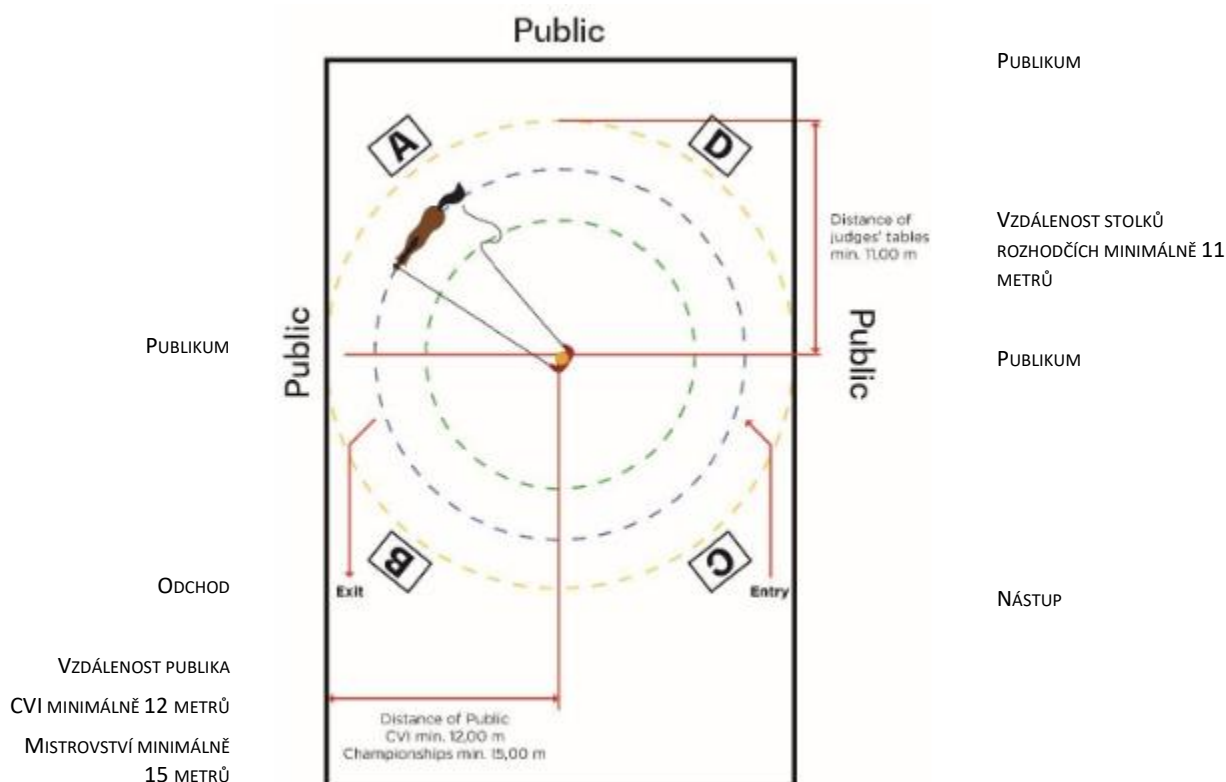 Public
PUBLIKUM
A
D
Distance of
judges' tables
min. 11,00 m
VZDÁLENOST STOLKŮ
ROZHODČÍCH MINIMÁLNĚ 11
METRŮ
PUBLIKUM
Public
Public
PUBLIKUM
B
C
ODCHOD
Exit
Entry
NÁSTUP
VZDÁLENOST PUBLIKA
CVI MINIMÁLNĚ 12 METRŮ
MISTROVSTVÍ MINIMÁLNĚ
15 METRŮ
Distance of Public
CVI min. 12,00 m
Championships min. 15,00 m